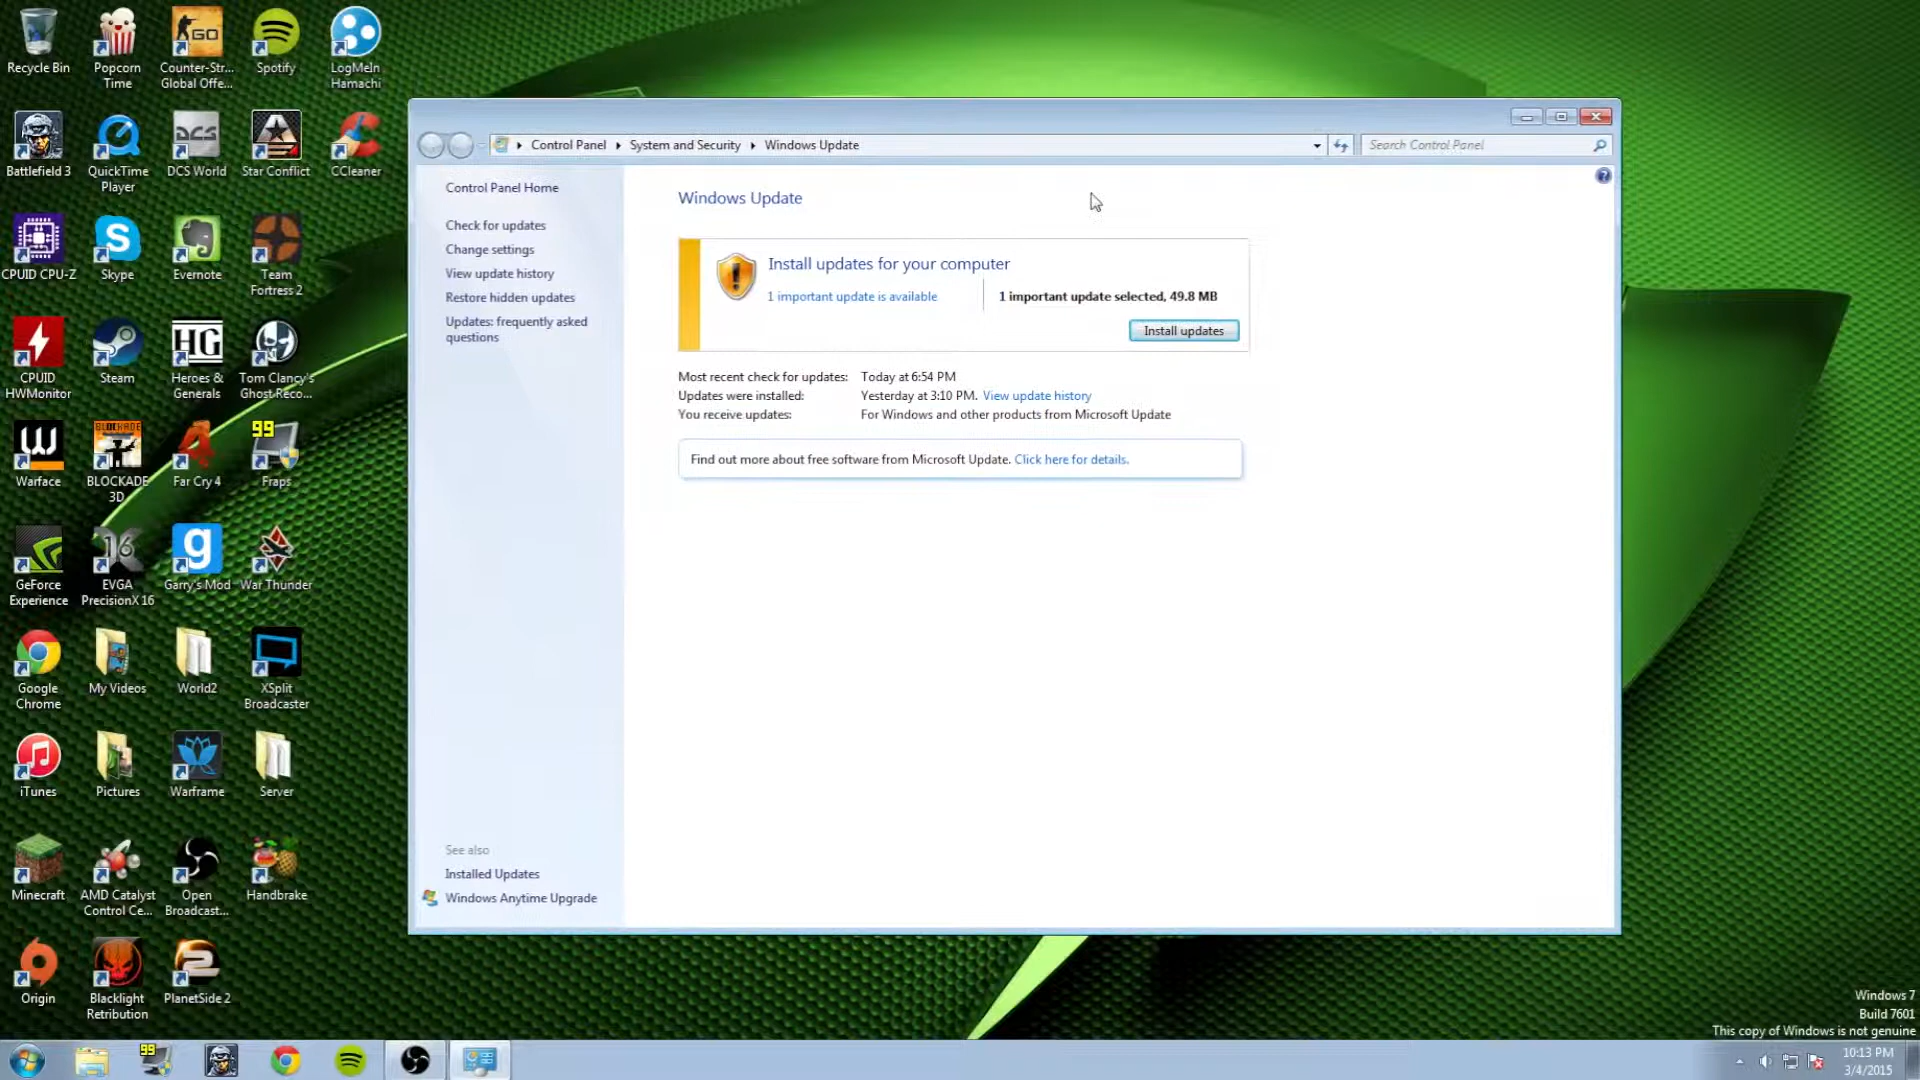 Recycle Bin
Popcorn
Time
Counter-Str...
Global Offe...
Spotify
LogMeIn
Hamachi
Battlefield 3
QuickTime
Player
DCS World
Star Conflict
CCleaner
CPUID CPU-Z
Skype
Evernote
Team
Fortress 2
CPUID
HWMonitor
Steam
Heroes &
Generals
Tom Clancy's
Ghost Reco...
Warface
BLOCKADE
3D
Far Cry 4
Fraps
GeForce
Experience
EVGA
PrecisionX 16
Garry's Mod
War Thunder
Google
Chrome
My Videos
World2
XSplit
Broadcaster
iTunes
Pictures
Warframe
Server
Minecraft
AMD Catalyst
Control Ce...
Open
Broadcast...
Handbrake
Origin
Blacklight
Retribution
PlanetSide 2
Control Panel
System and Security
Windows Update
Search Control Panel
Control Panel Home
Check for updates
Change settings
View update history
Restore hidden updates
Updates: frequently asked
questions
See also
Installed Updates
Windows Anytime Upgrade
Windows Update
Install updates for your computer
1 important update is available
1 important update selected, 49.8 MB
Install updates
Most recent check for updates: Today at 6:54 PM
Updates were installed: Yesterday at 3:10 PM. View update history
You receive updates: For Windows and other products from Microsoft Update
Find out more about free software from Microsoft Update. Click here for details.
Windows 7
Build 7601
This copy of Windows is not genuine
99
10:13 PM
3/4/2015